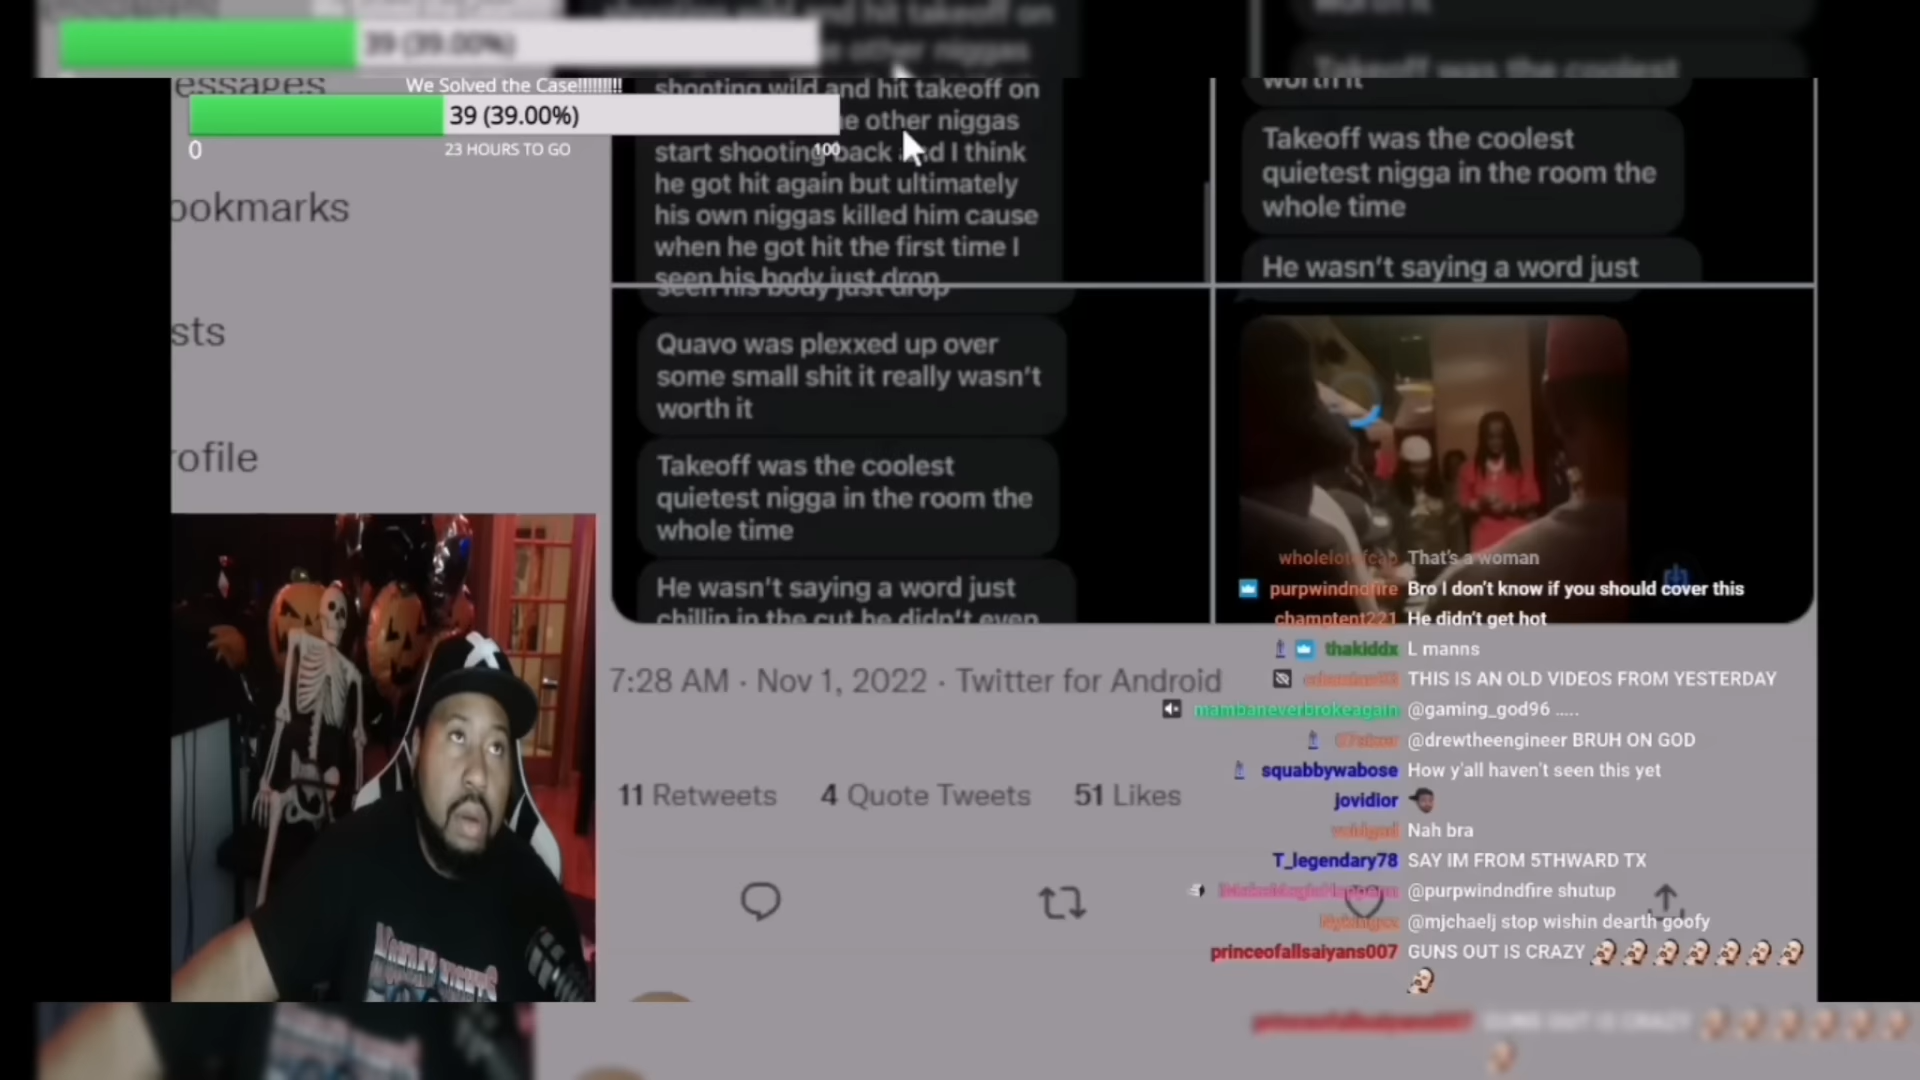 39 (39.00%)
essages
We Solved the Case!!!!!!!!!
39 (39.00%)
0
23 HOURS TO GO
100
ookmarks
sts
rofile
shooting wild and hit takeoff on
e other niggas
start shooting back and I think
he got hit again but ultimately
his own niggas killed him cause
when he got hit the first time I
seen his body just drop
Quavo was plexxed up over
some small shit it really wasn't
worth it
Takeoff was the coolest
quietest nigga in the room the
whole time
He wasn't saying a word just
chillin in the cut he didn't even
worth it
Takeoff was the coolest
quietest nigga in the room the
whole time
He wasn't saying a word just
7:28 AM · Nov 1, 2022 · Twitter for Android
11 Retweets 4 Quote Tweets 51 Likes
That's a woman
purpwindndfire Bro I don't know if you should cover this
champtent221 He didn't get hot
thakiddx L manns
THIS IS AN OLD VIDEOS FROM YESTERDAY
mambaneverbrokeagain @gaming_god96 .....
@drewtheengineer BRUH ON GOD
squabbywabose How y'all haven't seen this yet
jovidior
Nah bra
T_legendary78 SAY IM FROM 5THWARD TX
@purpwindndfire shutup
@mjchaelj stop wishin dearth goofy
princeofallsaiyans007 GUNS OUT IS CRAZY